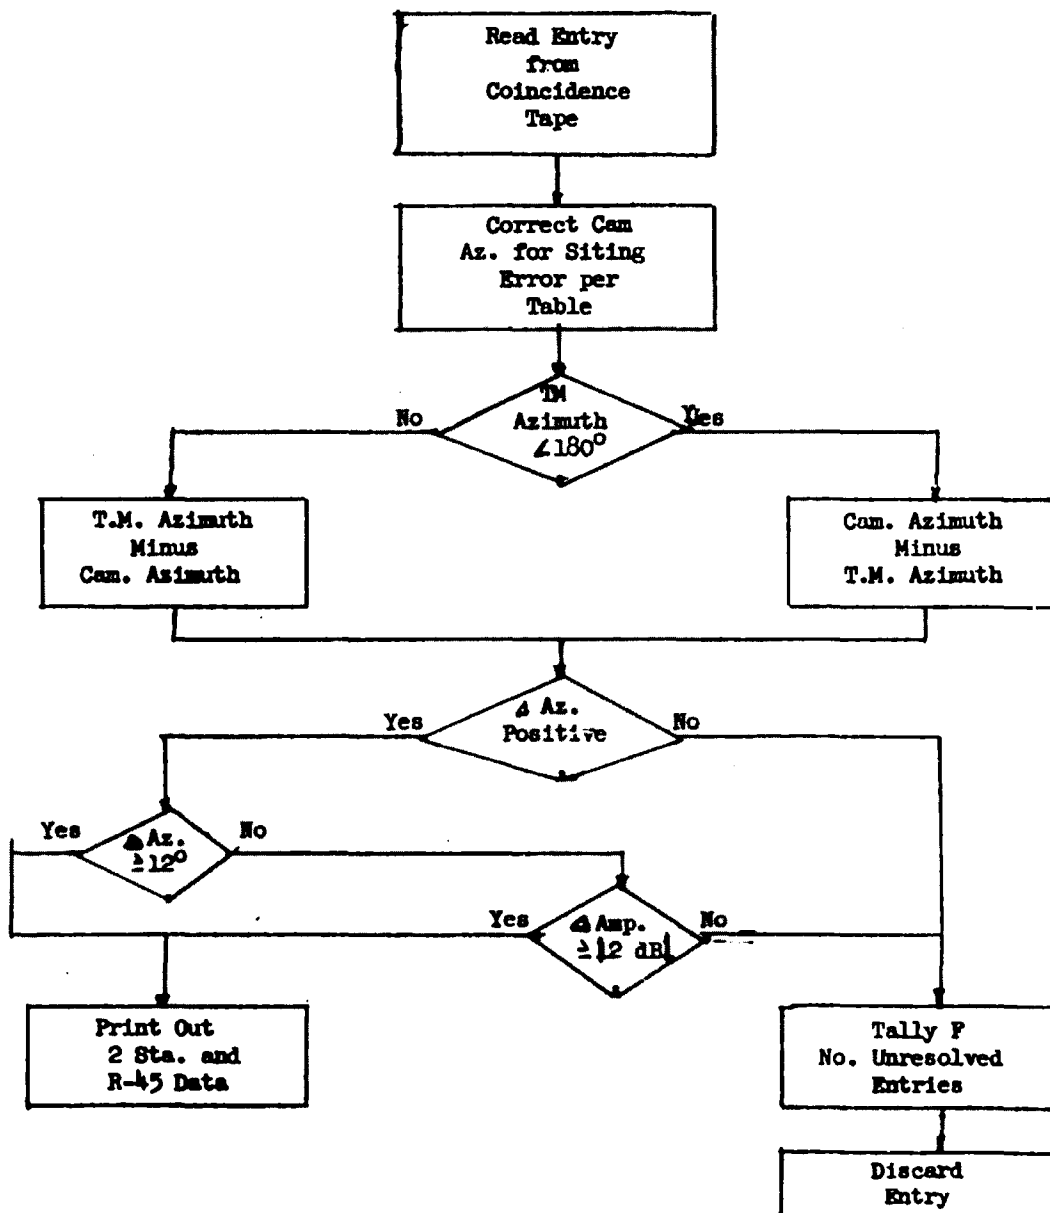 Read Entry
from
Coincidence
Tape
Correct Cam
Az. for Siting
Error per
Table
TM
Azimuth
∠180°
No
Yes
T.M. Azimuth
Minus
Cam. Azimuth
Cam. Azimuth
Minus
T.M. Azimuth
Δ Az.
Positive
Yes
No
Δ Az.
≥12°
Yes
No
Δ Amp.
≥|2 dB|
Yes
No
Print Out
2 Sta. and
R-45 Data
Tally F
No. Unresolved
Entries
Discard
Entry